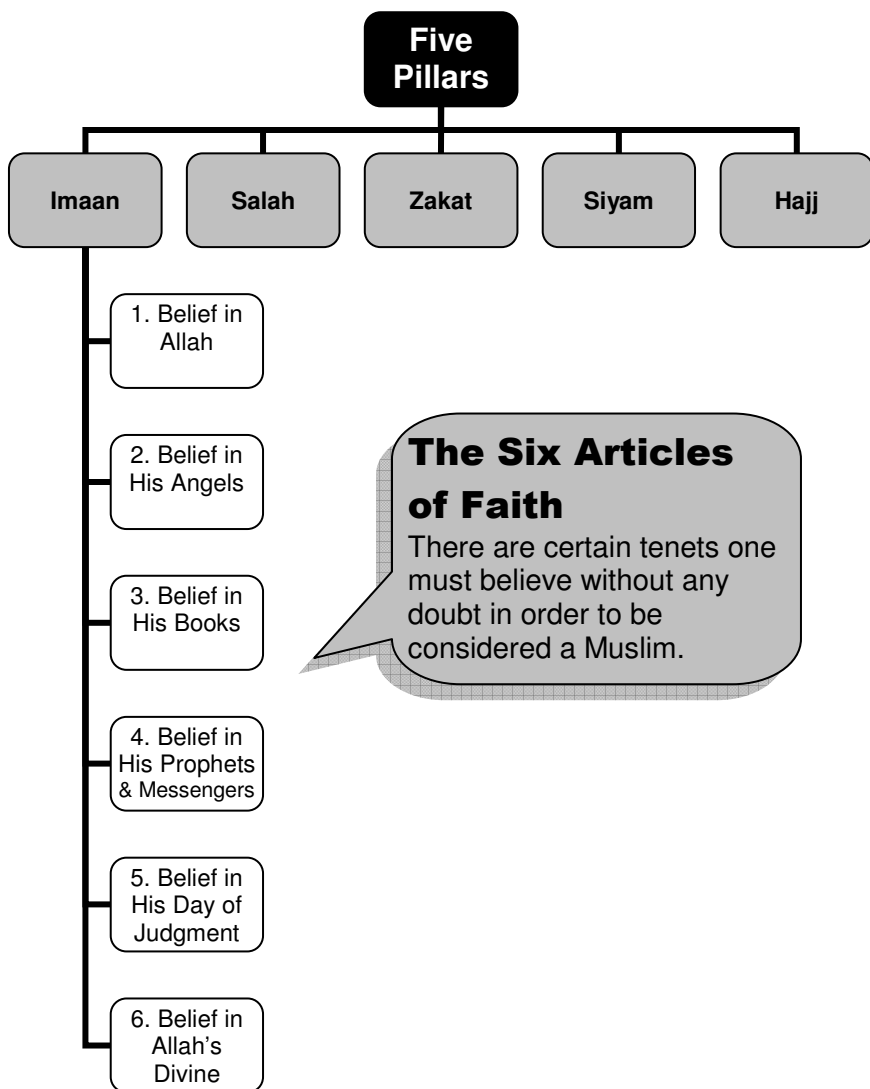 Five
Pillars
Imaan
Salah
Zakat
Siyam
Hajj
1. Belief in
Allah
2. Belief in
His Angels
3. Belief in
His Books
The Six Articles
of Faith
There are certain tenets one
must believe without any
doubt in order to be
considered a Muslim.
4. Belief in
His Prophets
& Messengers
5. Belief in
His Day of
Judgment
6. Belief in
Allah's
Divine